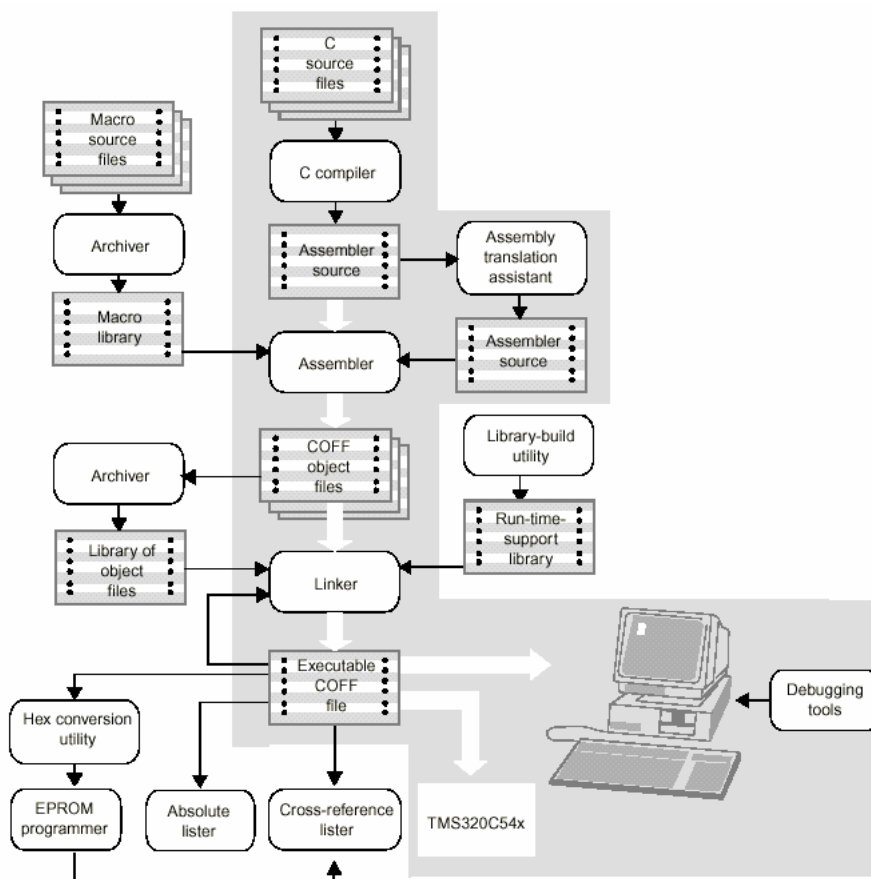 C
source
files
Macro
source
files
C compiler
Archiver
Assembler
source
Assembly
translation
assistant
Macro
library
Assembler
Assembler
source
Archiver
COFF
object
files
Library-build
utility
Library of
object
files
Linker
Run-time-
support
library
Executable
COFF
file
Debugging
tools
Hex conversion
utility
EPROM
programmer
Absolute
lister
Cross-reference
lister
TMS320C54x